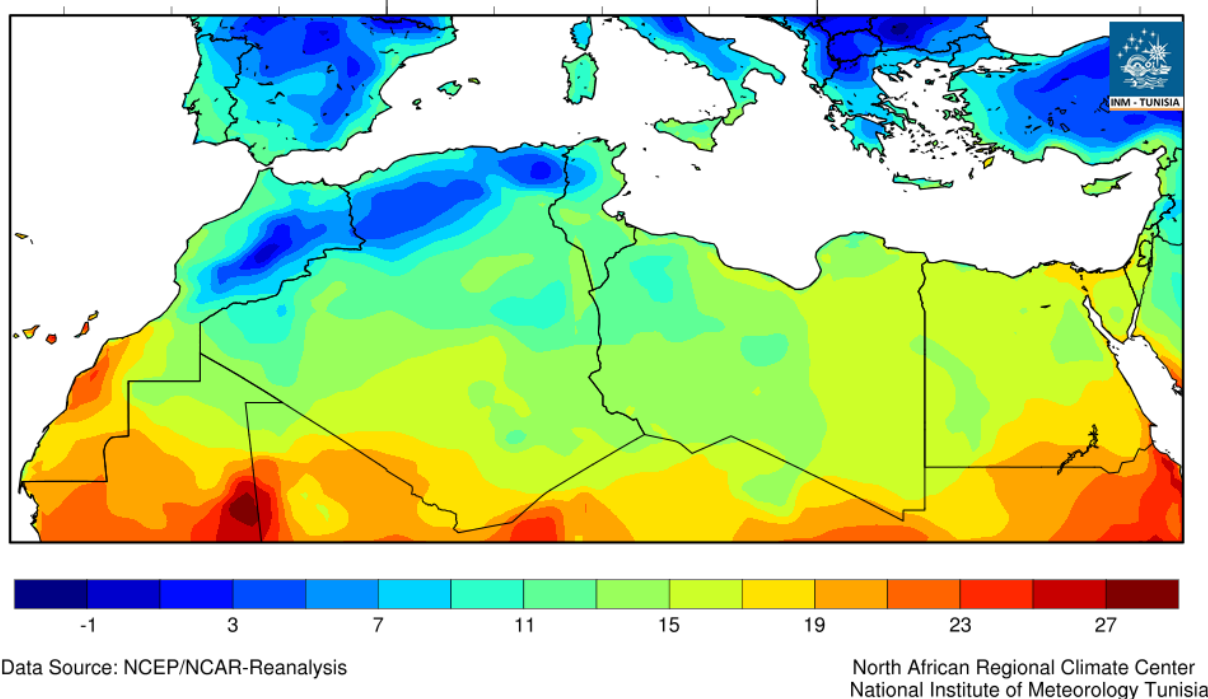 INM - TUNISIA
-1 3 7 11 15 19 23 27
Data Source: NCEP/NCAR-Reanalysis
North African Regional Climate Center
National Institute of Meteorology Tunisia